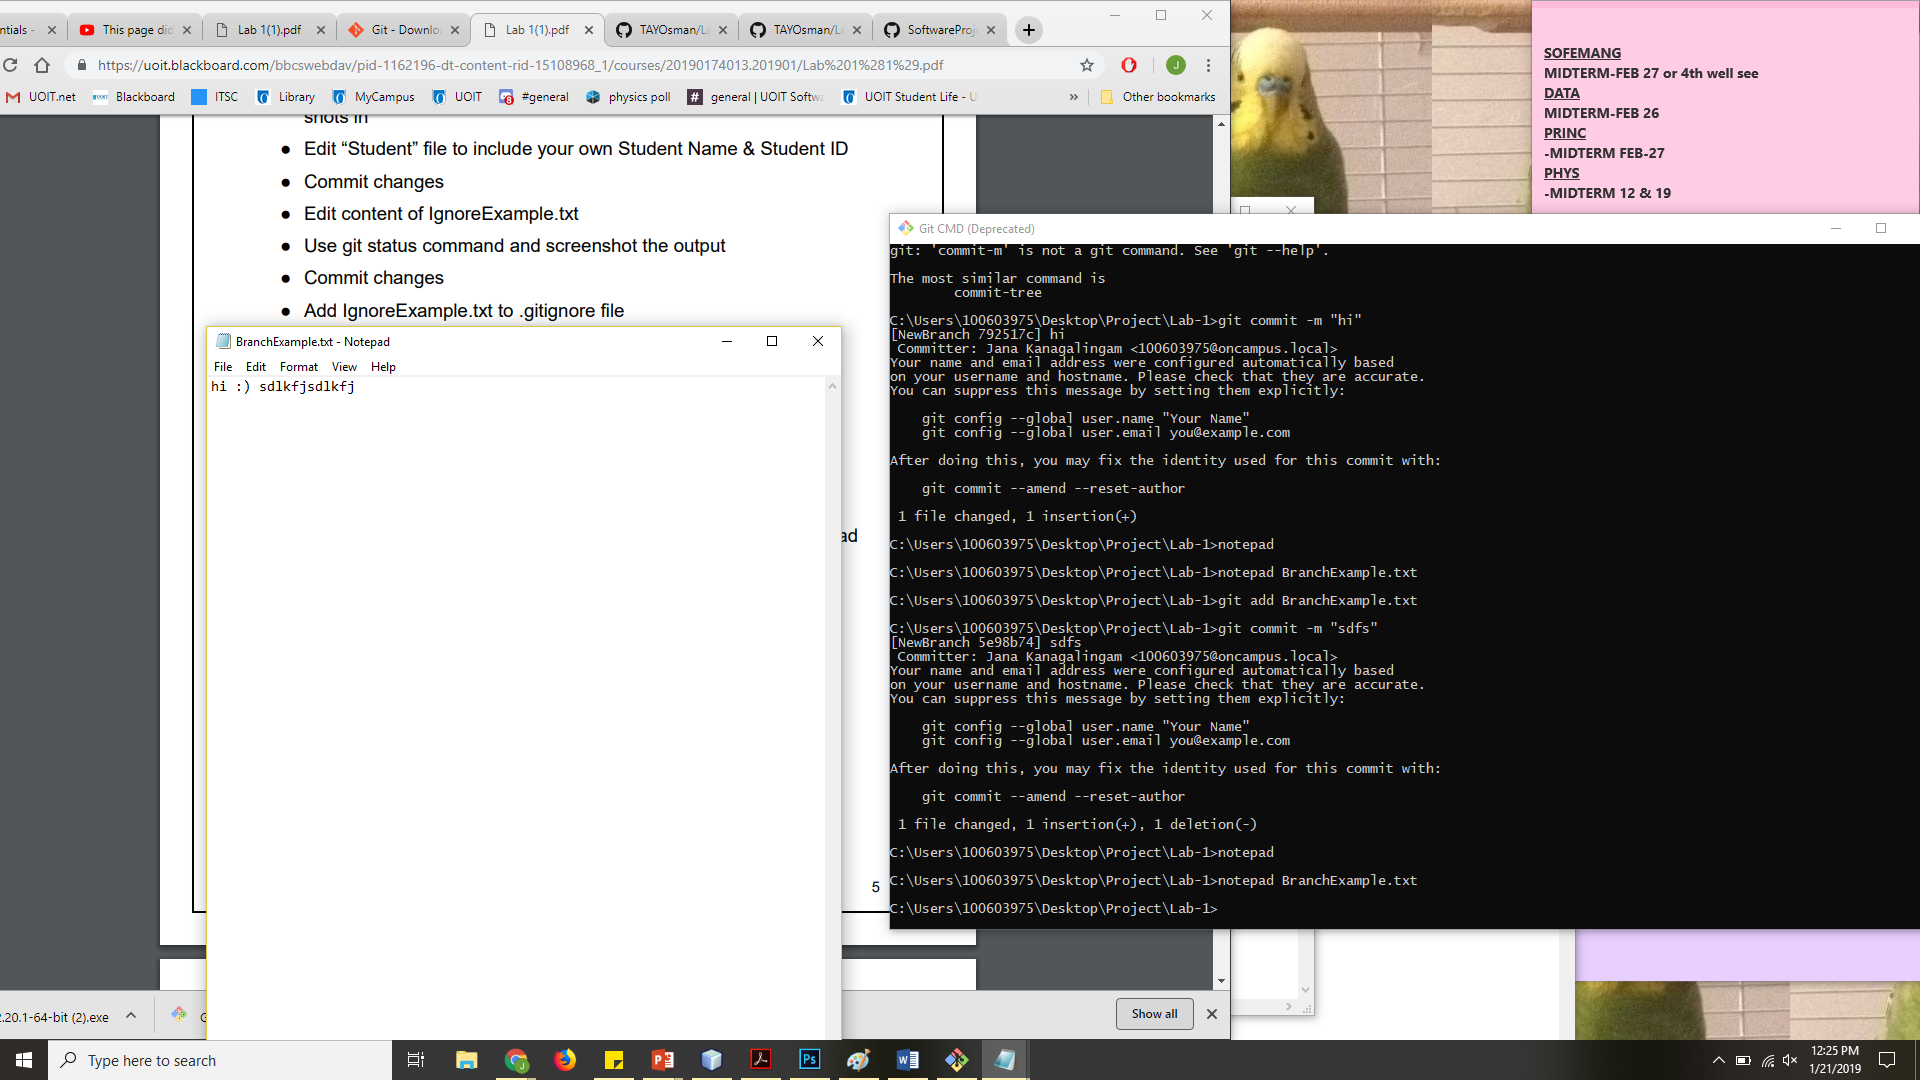 ntials -
This page did
Lab 1(1).pdf
Git - Downlo
Lab 1(1).pdf
TAYOsman/La
TAYOsman/La
SoftwareProj
https://uoit.blackboard.com/bbcswebdav/pid-1162196-dt-content-rid-15108968_1/courses/20190174013.201901/Lab%201%281%29.pdf
J
UOIT.net
Blackboard
ITSC
Library
MyCampus
UOIT
#general
physics poll
general | UOIT Softw
UOIT Student Life - U
»
Other bookmarks
shots in
● Edit “Student” file to include your own Student Name & Student ID
● Commit changes
● Edit content of IgnoreExample.txt
● Use git status command and screenshot the output
● Commit changes
● Add IgnoreExample.txt to .gitignore file
ad
5
BranchExample.txt - Notepad
File Edit Format View Help
hi :) sdlkfjsdlkfj
SOFEMANG
MIDTERM-FEB 27 or 4th well see
DATA
MIDTERM-FEB 26
PRINC
-MIDTERM FEB-27
PHYS
-MIDTERM 12 & 19
Git CMD (Deprecated)
git: 'commit-m' is not a git command. See 'git --help'.
The most similar command is
commit-tree
C:\Users\100603975\Desktop\Project\Lab-1>git commit -m "hi"
[NewBranch 792517c] hi
Committer: Jana Kanagalingam <100603975@oncampus.local>
Your name and email address were configured automatically based
on your username and hostname. Please check that they are accurate.
You can suppress this message by setting them explicitly:
git config --global user.name "Your Name"
git config --global user.email you@example.com
After doing this, you may fix the identity used for this commit with:
git commit --amend --reset-author
1 file changed, 1 insertion(+)
C:\Users\100603975\Desktop\Project\Lab-1>notepad
C:\Users\100603975\Desktop\Project\Lab-1>notepad BranchExample.txt
C:\Users\100603975\Desktop\Project\Lab-1>git add BranchExample.txt
C:\Users\100603975\Desktop\Project\Lab-1>git commit -m "sdfs"
[NewBranch 5e98b74] sdfs
Committer: Jana Kanagalingam <100603975@oncampus.local>
Your name and email address were configured automatically based
on your username and hostname. Please check that they are accurate.
You can suppress this message by setting them explicitly:
git config --global user.name "Your Name"
git config --global user.email you@example.com
After doing this, you may fix the identity used for this commit with:
git commit --amend --reset-author
1 file changed, 1 insertion(+), 1 deletion(-)
C:\Users\100603975\Desktop\Project\Lab-1>notepad
C:\Users\100603975\Desktop\Project\Lab-1>notepad BranchExample.txt
C:\Users\100603975\Desktop\Project\Lab-1>
.20.1-64-bit (2).exe
Show all
Type here to search
12:25 PM
1/21/2019